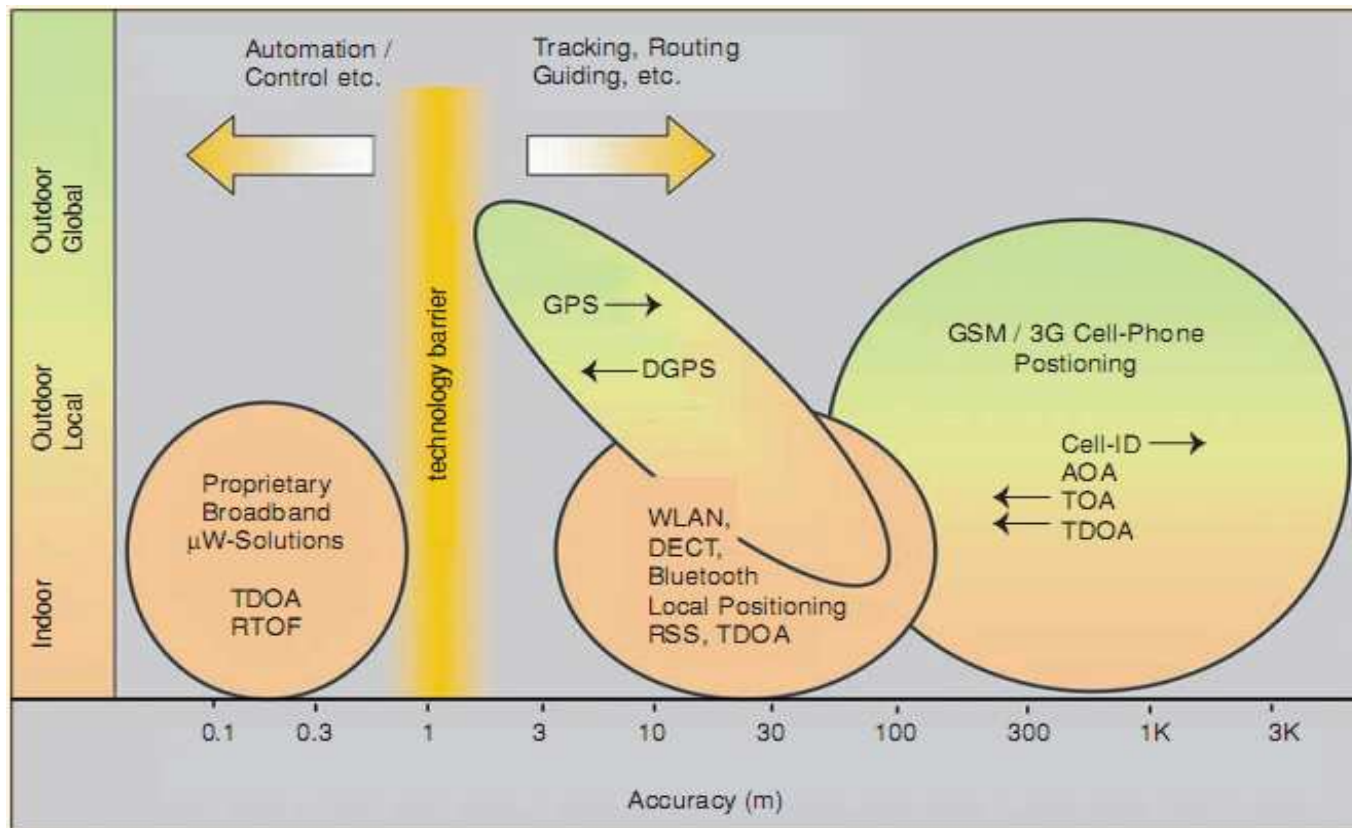 Automation /
Control etc.
Tracking, Routing
Guiding, etc.
Outdoor
Global
Outdoor
Local
Indoor
technology barrier
GPS
DGPS
GSM / 3G Cell-Phone
Postioning
Cell-ID
AOA
TOA
TDOA
Proprietary
Broadband
µW-Solutions
TDOA
RTOF
WLAN,
DECT,
Bluetooth
Local Positioning
RSS, TDOA
0.1 0.3 1 3 10 30 100 300 1K 3K
Accuracy (m)